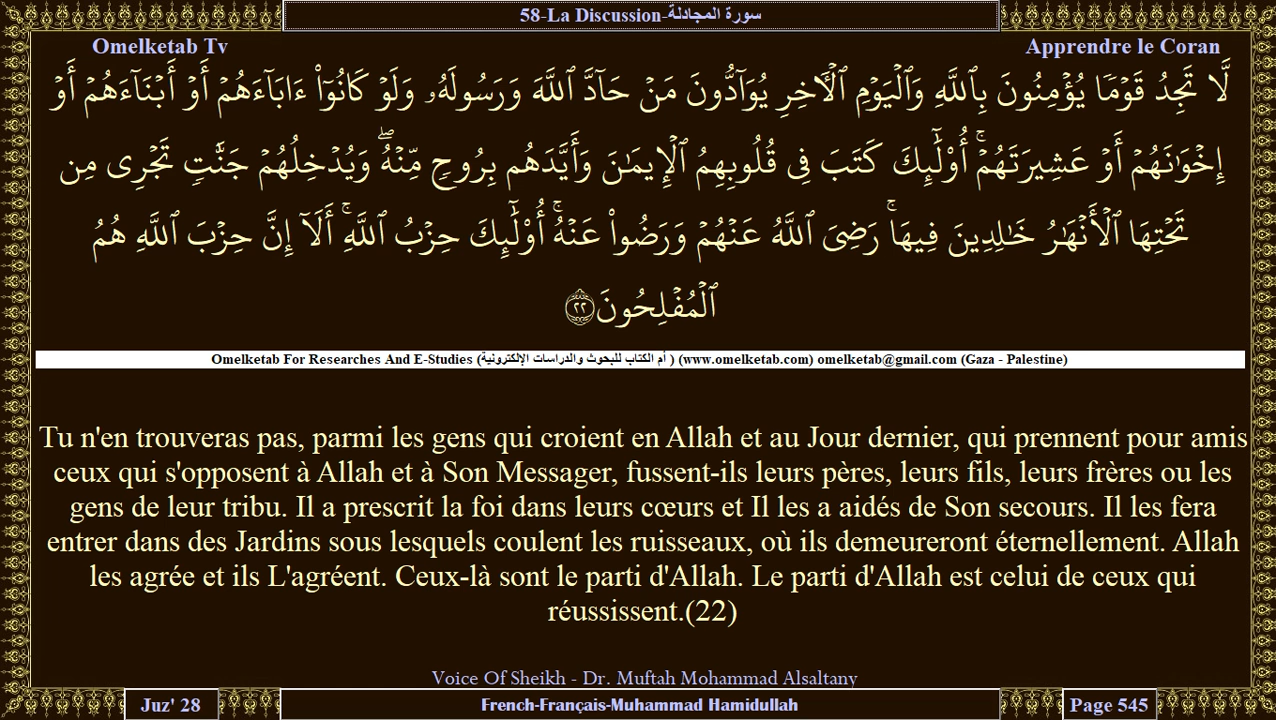 58-La Discussion-سورة المجادلة
Omelketab Tv
Apprendre le Coran
لَّا تَجِدُ قَوْمًا يُؤْمِنُونَ بِٱللَّهِ وَٱلْيَوْمِ ٱلْـَٔاخِرِ يُوَآدُّونَ مَنْ حَآدَّ ٱللَّهَ وَرَسُولَهُۥ وَلَوْ كَانُوٓا۟ ءَابَآءَهُمْ أَوْ أَبْنَآءَهُمْ أَوْ
إِخْوَٰنَهُمْ أَوْ عَشِيرَتَهُمْ ۚ أُو۟لَٰٓئِكَ كَتَبَ فِى قُلُوبِهِمُ ٱلْإِيمَٰنَ وَأَيَّدَهُم بِرُوحٍ مِّنْهُ ۖ وَيُدْخِلُهُمْ جَنَّٰتٍ تَجْرِى مِن
تَحْتِهَا ٱلْأَنْهَٰرُ خَٰلِدِينَ فِيهَا ۚ رَضِىَ ٱللَّهُ عَنْهُمْ وَرَضُوا۟ عَنْهُ ۚ أُو۟لَٰٓئِكَ حِزْبُ ٱللَّهِ ۚ أَلَآ إِنَّ حِزْبَ ٱللَّهِ هُمُ
ٱلْمُفْلِحُونَ ٢٢
Omelketab For Researches And E-Studies (أم الكتاب للبحوث والدراسات الإلكترونية ) (www.omelketab.com) omelketab@gmail.com (Gaza - Palestine)
Tu n'en trouveras pas, parmi les gens qui croient en Allah et au Jour dernier, qui prennent pour amis
ceux qui s'opposent à Allah et à Son Messager, fussent-ils leurs pères, leurs fils, leurs frères ou les
gens de leur tribu. Il a prescrit la foi dans leurs cœurs et Il les a aidés de Son secours. Il les fera
entrer dans des Jardins sous lesquels coulent les ruisseaux, où ils demeureront éternellement. Allah
les agrée et ils L'agréent. Ceux-là sont le parti d'Allah. Le parti d'Allah est celui de ceux qui
réussissent.(22)
Voice Of Sheikh - Dr. Muftah Mohammad Alsaltany
Juz' 28
French-Français-Muhammad Hamidullah
Page 545